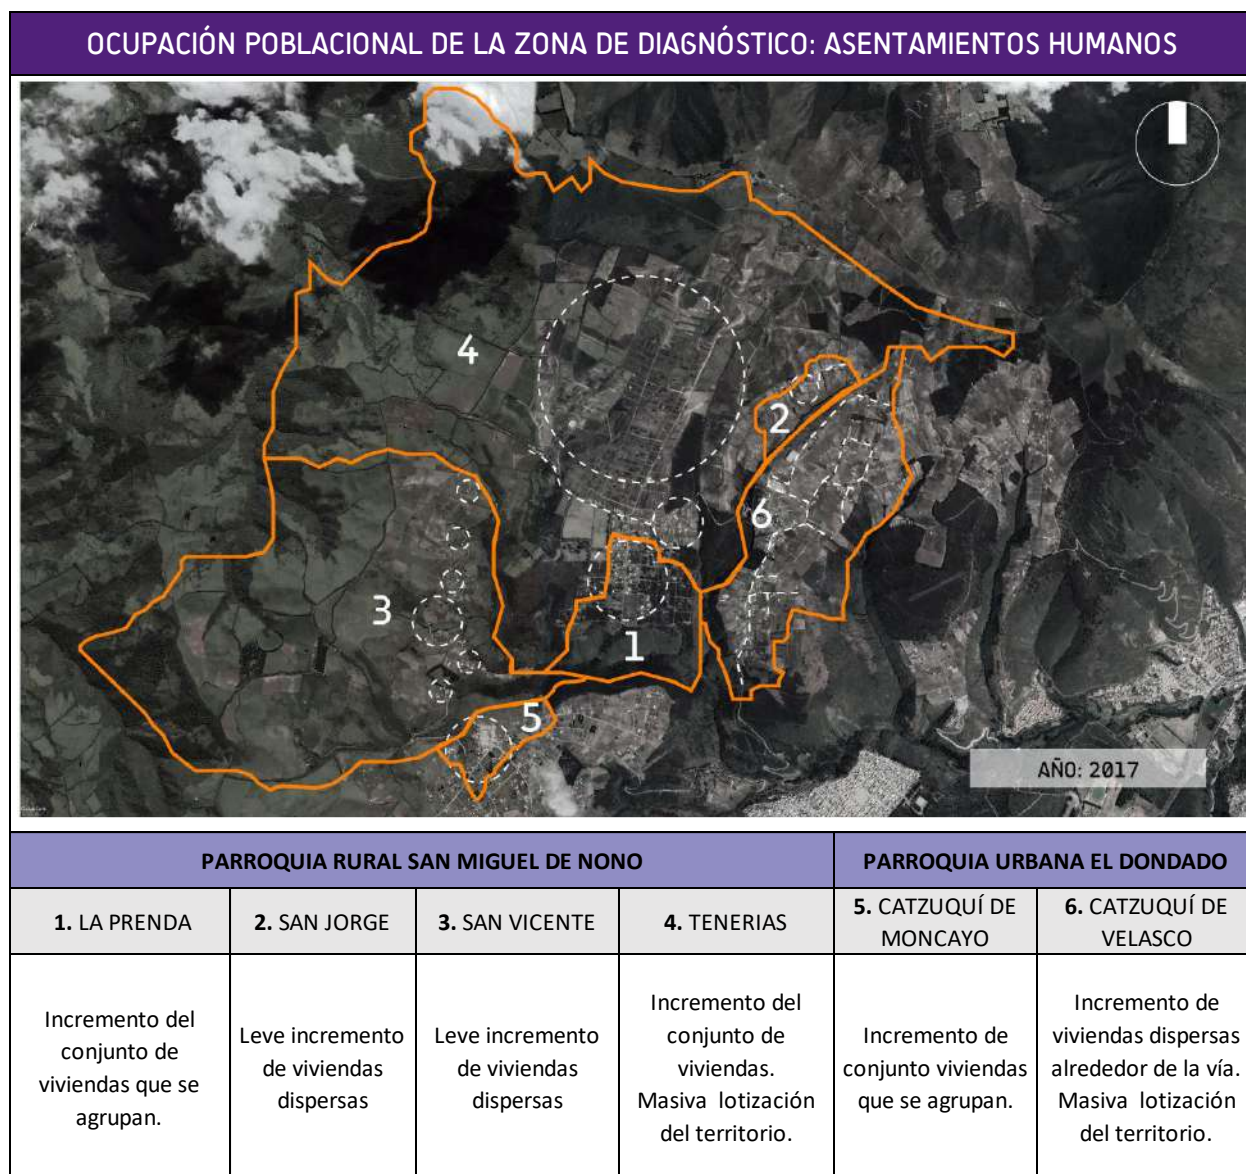 OCUPACIÓN POBLACIONAL DE LA ZONA DE DIAGNÓSTICO: ASENTAMIENTOS HUMANOS
4
2
6
3
1
5
AÑO: 2017
PARROQUIA RURAL SAN MIGUEL DE NONO
PARROQUIA URBANA EL DONDADO
1. LA PRENDA
2. SAN JORGE
3. SAN VICENTE
4. TENERIAS
5. CATZUQUÍ DE
MONCAYO
6. CATZUQUÍ DE
VELASCO
Incremento del
conjunto de
viviendas que se
agrupan.
Leve incremento
de viviendas
dispersas
Leve incremento
de viviendas
dispersas
Incremento del
conjunto de
viviendas.
Masiva lotización
del territorio.
Incremento de
conjunto viviendas
que se agrupan.
Incremento de
viviendas dispersas
alrededor de la vía.
Masiva lotización
del territorio.